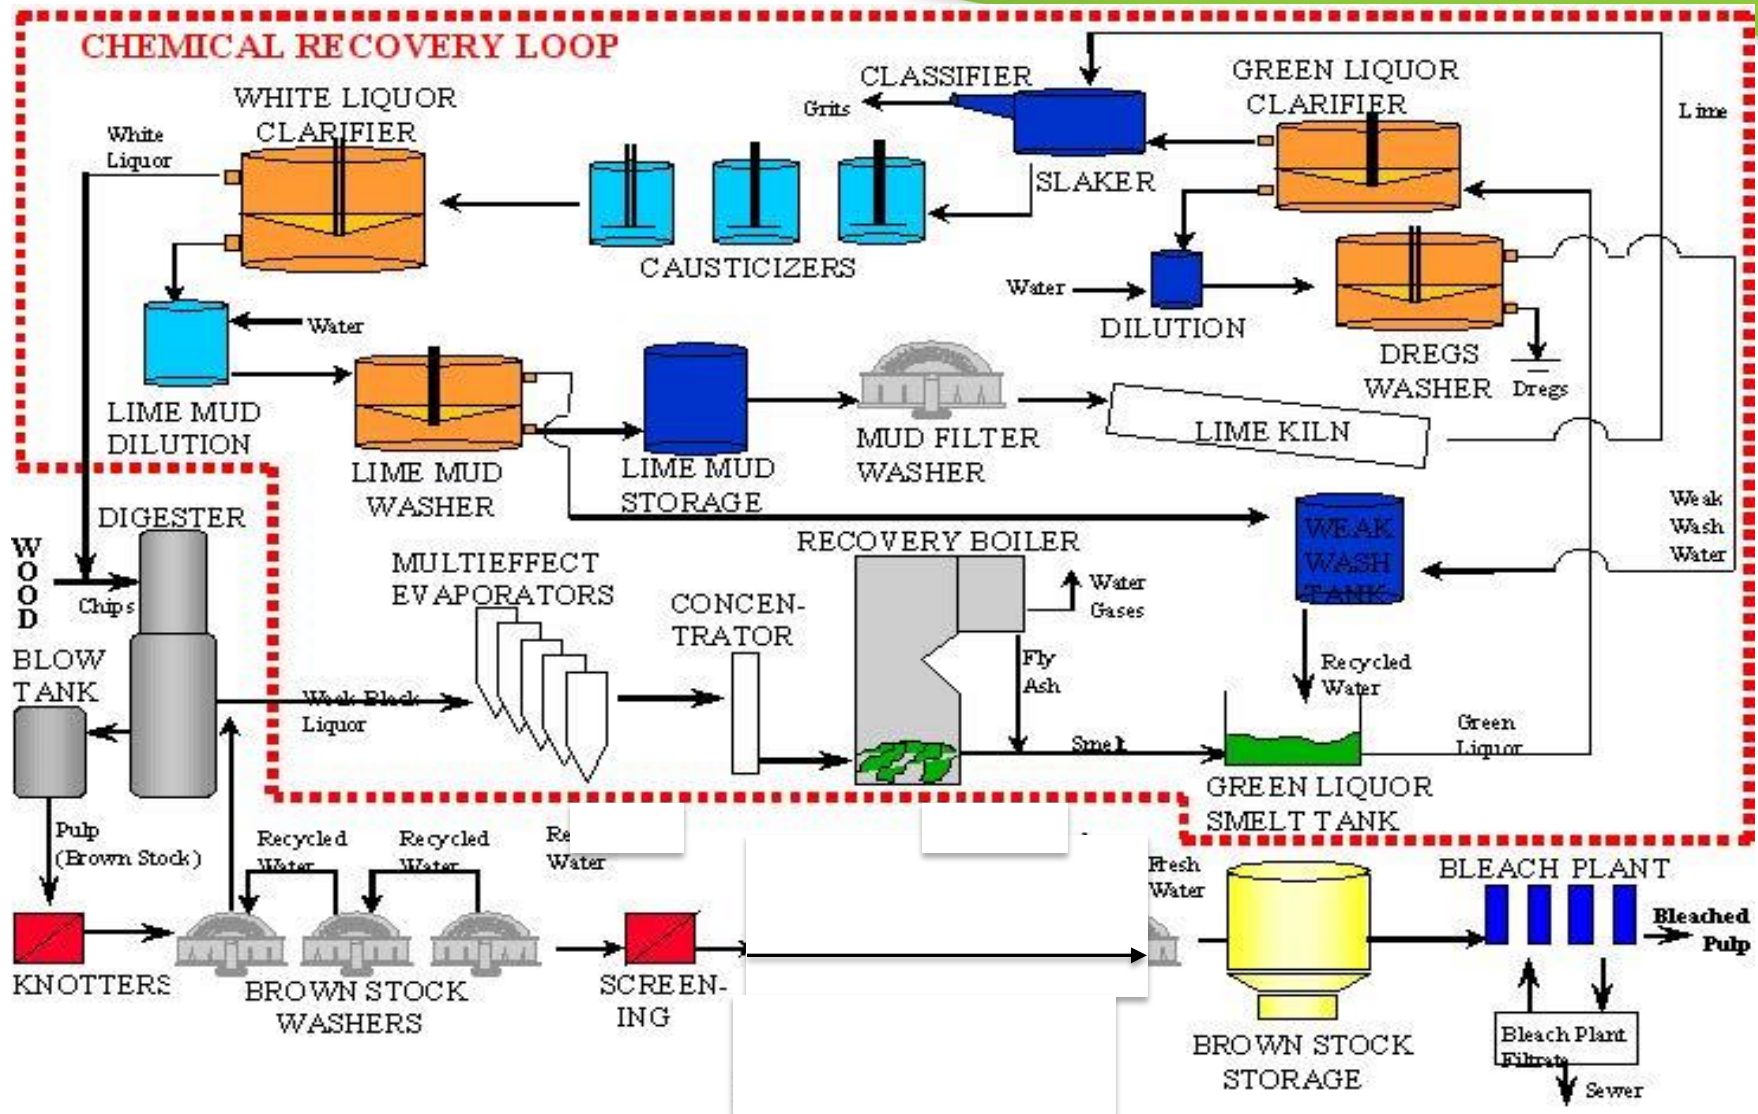 CHEMICAL RECOVERY LOOP
WHITE LIQUOR
CLARIFIER
White
Liquor
CLASSIFIER
Grits
SLAKER
GREEN LIQUOR
CLARIFIER
Lime
CAUSTICIZERS
Water
DILUTION
DREGS
WASHER
Dregs
Water
LIME MUD
DILUTION
LIME MUD
WASHER
LIME MUD
STORAGE
MUD FILTER
WASHER
LIME KILN
Weak
Wash
Water
WEAK
WASH
TANK
DIGESTER
WOOD
Chips
BLOW
TANK
MULTIEFFECT
EVAPORATORS
CONCEN-
TRATOR
RECOVERY BOILER
Water
Gases
Fly
Ash
Recycled
Water
Weak Black
Liquor
Smelt
Green
Liquor
GREEN LIQUOR
SMELT TANK
Pulp
(Brown Stock)
Recycled
Water
Recycled
Water
Re
Water
Fresh
Water
KNOTTERS
BROWN STOCK
WASHERS
SCREEN-
ING
BROWN STOCK
STORAGE
BLEACH PLANT
Bleached
Pulp
Bleach Plant
Filtrate
Sewer